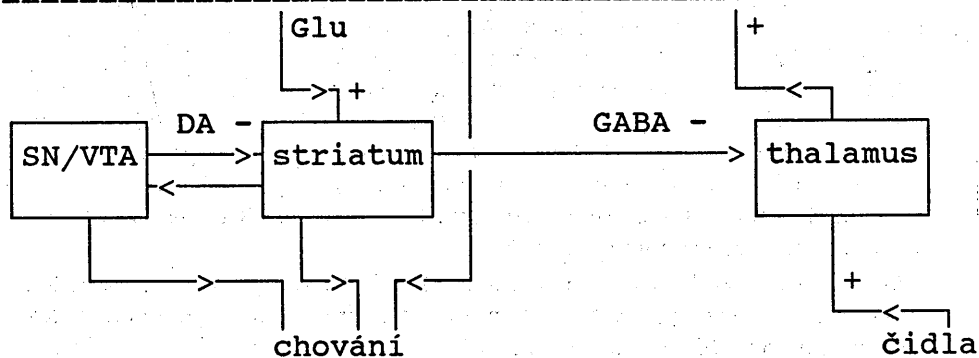 Glu
+
+
DA -
GABA -
SN/VTA
striatum
thalamus
+
chování
čidla